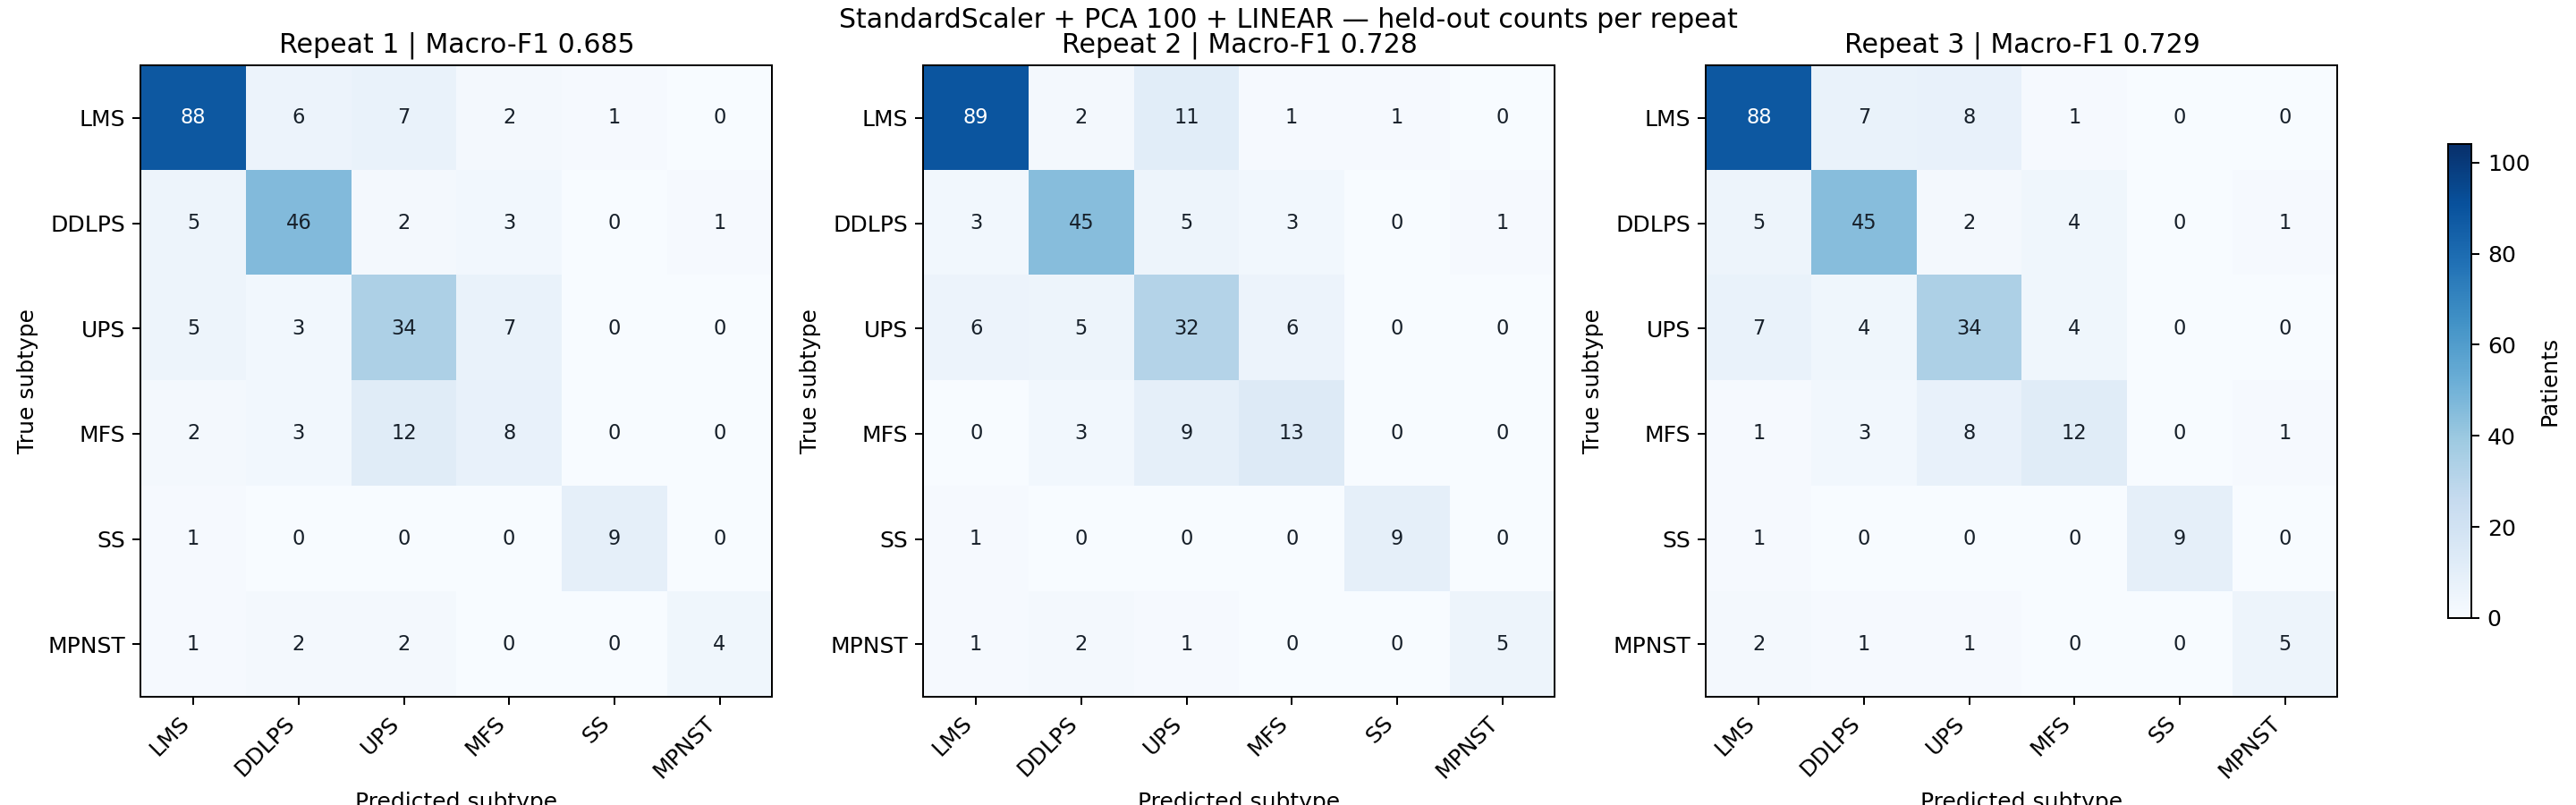 StandardScaler + PCA 100 + LINEAR — held-out counts per repeat
Repeat 1 | Macro-F1 0.685
True subtype
LMS 88 6 7 2 1 0
DDLPS 5 46 2 3 0 1
UPS 5 3 34 7 0 0
MFS 2 3 12 8 0 0
SS 1 0 0 0 9 0
MPNST 1 2 2 0 0 4
LMS DDLPS UPS MFS SS MPNST
Predicted subtype
Repeat 2 | Macro-F1 0.728
True subtype
LMS 89 2 11 1 1 0
DDLPS 3 45 5 3 0 1
UPS 6 5 32 6 0 0
MFS 0 3 9 13 0 0
SS 1 0 0 0 9 0
MPNST 1 2 1 0 0 5
LMS DDLPS UPS MFS SS MPNST
Predicted subtype
Repeat 3 | Macro-F1 0.729
True subtype
LMS 88 7 8 1 0 0
DDLPS 5 45 2 4 0 1
UPS 7 4 34 4 0 0
MFS 1 3 8 12 0 1
SS 1 0 0 0 9 0
MPNST 2 1 1 0 0 5
LMS DDLPS UPS MFS SS MPNST
Predicted subtype
100
80
60
40
20
0
Patients